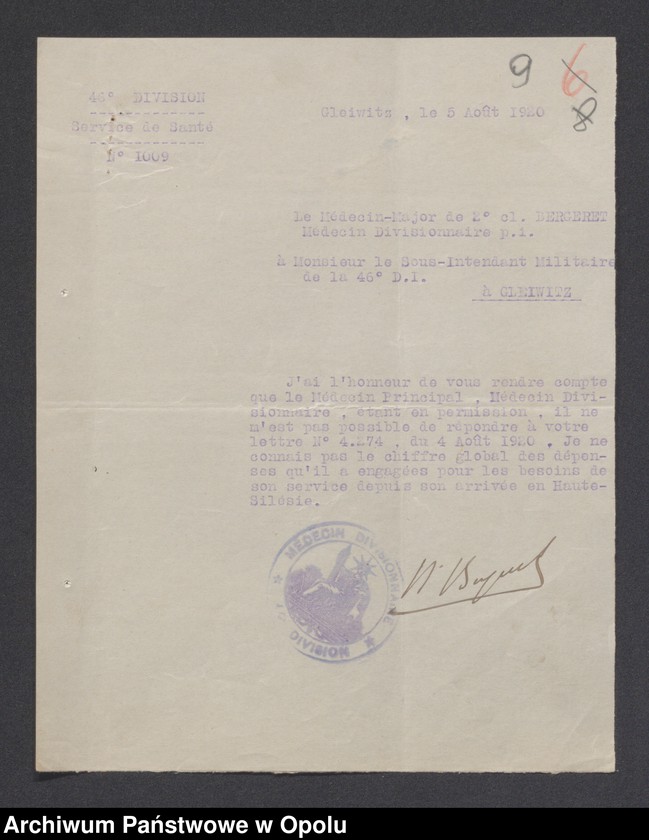 9 6
8
46° DIVISION
Service de Santé
N° 1009
Gleiwitz , le 5 Août 1920
Le Médecin-Major de 2° cl. BERGERET
Médecin Divisionnaire p.i.
à Monsieur le Sous-Intendant Militaire
de la 46° D.I.
à GLEIWITZ
J'ai l'honneur de vous rendre compte
que le Médecin Principal , Médecin Divi-
sionnaire , étant en permission , il ne
m'est pas possible de répondre à votre
lettre N° 4.274 , du 4 Août 1920 . Je ne
connais pas le chiffre global des dépen-
ses qu'il a engagées pour les besoins de
son service depuis son arrivée en Haute-
Silésie.
MÉDECIN DIVISIONNAIRE
DIVISION
Archiwum Państwowe w Opolu